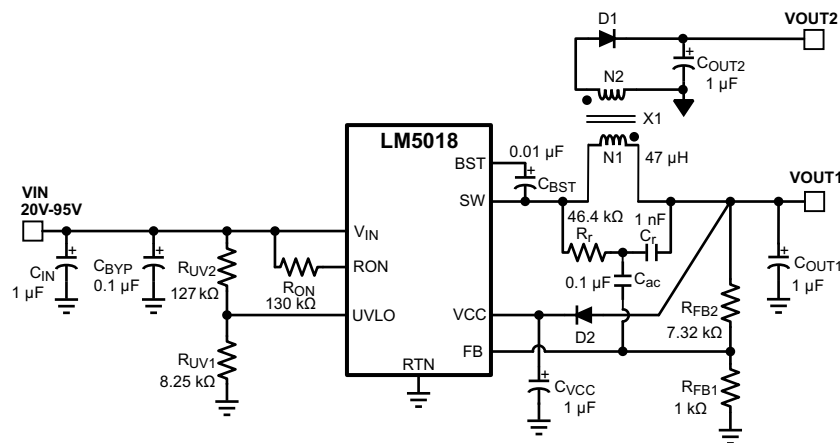 D1
VOUT2
+
COUT2
1 µF
N2
X1
LM5018
BST
0.01 µF
+
CBST
N1
47 µH
VIN
20V-95V
SW
VOUT1
46.4 kΩ
Rr
1 nF
Cr
VIN
+
CIN
1 µF
+
CBYP
0.1 µF
RUV2
127 kΩ
RON
RON
130 kΩ
0.1 µF
Cac
+
COUT1
1 µF
UVLO
VCC
D2
RFB2
7.32 kΩ
FB
RUV1
8.25 kΩ
RTN
+
CVCC
1 µF
RFB1
1 kΩ